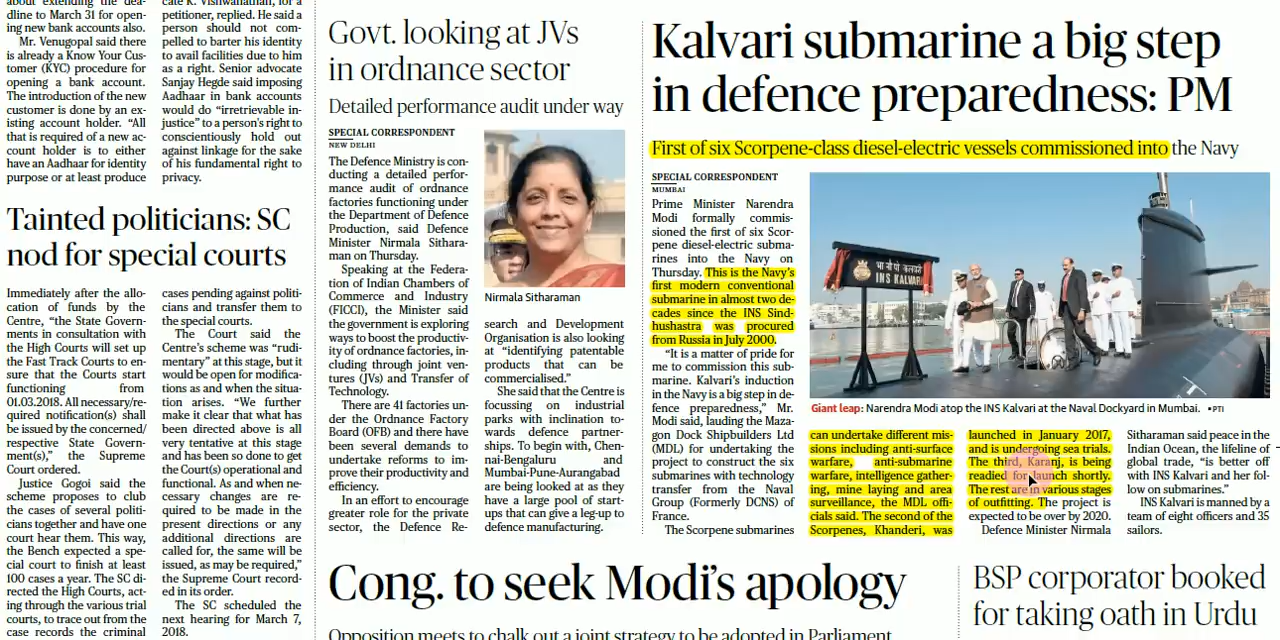 about extending the dea-
dline to March 31 for open-
ing new bank accounts also.
Mr. Venugopal said there
is already a Know Your Cus-
tomer (KYC) procedure for
opening a bank account.
The introduction of the new
customer is done by an ex-
isting account holder. “All
that is required of a new ac-
count holder is to either
have an Aadhaar for identity
purpose or at least produce
cate K. Vishwanathan, for a
petitioner, replied. He said a
person should not com-
pelled to barter his identity
to avail facilities due to him
as a right. Senior advocate
Sanjay Hegde said imposing
Aadhaar in bank accounts
would do “irretrievable in-
justice” to a person's right to
conscientiously hold out
against linkage for the sake
of his fundamental right to
privacy.
Tainted politicians: SC
nod for special courts
Immediately after the allo-
cation of funds by the
Centre, “the State Govern-
ments in consultation with
the High Courts will set up
the Fast Track Courts to en-
sure that the Courts start
functioning from
01.03.2018. All necessary/re-
quired notification(s) shall
be issued by the concerned/
respective State Govern-
ment(s),” the Supreme
Court ordered.
Justice Gogoi said the
scheme proposes to club
the cases of several politi-
cians together and have one
court hear them. This way,
the Bench expected a spe-
cial court to finish at least
100 cases a year. The SC di-
rected the High Courts, act-
ing through the various trial
courts, to trace out from the
case records the criminal
cases pending against politi-
cians and transfer them to
the special courts.
The Court said the
Centre's scheme was “rudi-
mentary” at this stage, but it
would be open for modifica-
tions as and when the situa-
tion arises. “We further
make it clear that what has
been directed above is all
very tentative at this stage
and has been so done to get
the Court(s) operational and
functional. As and when ne-
cessary changes are re-
quired to be made in the
present directions or any
additional directions are
called for, the same will be
issued, as may be required,”
the Supreme Court record-
ed in its order.
The SC scheduled the
next hearing for March 7,
2018.
Govt. looking at JVs
in ordnance sector
Detailed performance audit under way
SPECIAL CORRESPONDENT
NEW DELHI
The Defence Ministry is con-
ducting a detailed perfor-
mance audit of ordnance
factories functioning under
the Department of Defence
Production, said Defence
Minister Nirmala Sithara-
man on Thursday.
Speaking at the Federa-
tion of Indian Chambers of
Commerce and Industry
(FICCI), the Minister said
the government is exploring
ways to boost the productiv-
ity of ordnance factories, in-
cluding through joint ven-
tures (JVs) and Transfer of
Technology.
There are 41 factories un-
der the Ordnance Factory
Board (OFB) and there have
been several demands to
undertake reforms to im-
prove their productivity and
efficiency.
In an effort to encourage
greater role for the private
sector, the Defence Re-
Nirmala Sitharaman
search and Development
Organisation is also looking
at “identifying patentable
products that can be
commercialised.”
She said that the Centre is
focussing on industrial
parks with inclination to-
wards defence partner-
ships. To begin with, Chen-
nai-Bengaluru and
Mumbai-Pune-Aurangabad
are being looked at as they
have a large pool of start-
ups that can give a leg-up to
defence manufacturing.
Kalvari submarine a big step
in defence preparedness: PM
First of six Scorpene-class diesel-electric vessels commissioned into the Navy
SPECIAL CORRESPONDENT
MUMBAI
Prime Minister Narendra
Modi formally commis-
sioned the first of six Scor-
pene diesel-electric subma-
rines into the Navy on
Thursday. This is the Navy's
first modern conventional
submarine in almost two de-
cades since the INS Sind-
hushastra was procured
from Russia in July 2000.
“It is a matter of pride for
me to commission this sub-
marine. Kalvari's induction
in the Navy is a big step in de-
fence preparedness,” Mr.
Modi said, lauding the Maza-
gon Dock Shipbuilders Ltd
(MDL) for undertaking the
project to construct the six
submarines with technology
transfer from the Naval
Group (Formerly DCNS) of
France.
The Scorpene submarines
भा नौ पो कलवरी
INS KALVARI
Giant leap: Narendra Modi atop the INS Kalvari at the Naval Dockyard in Mumbai. •PTI
can undertake different mis-
sions including anti-surface
warfare, anti-submarine
warfare, intelligence gather-
ing, mine laying and area
surveillance, the MDL offi-
cials said. The second of the
Scorpenes, Khanderi, was
launched in January 2017,
and is undergoing sea trials.
The third, Karanj, is being
readied for launch shortly.
The rest are in various stages
of outfitting. The project is
expected to be over by 2020.
Defence Minister Nirmala
Sitharaman said peace in the
Indian Ocean, the lifeline of
global trade, “is better off
with INS Kalvari and her fol-
low on submarines.”
INS Kalvari is manned by a
team of eight officers and 35
sailors.
Cong. to seek Modi's apology
Opposition meets to chalk out a joint strategy to be adopted in Parliament
BSP corporator booked
for taking oath in Urdu